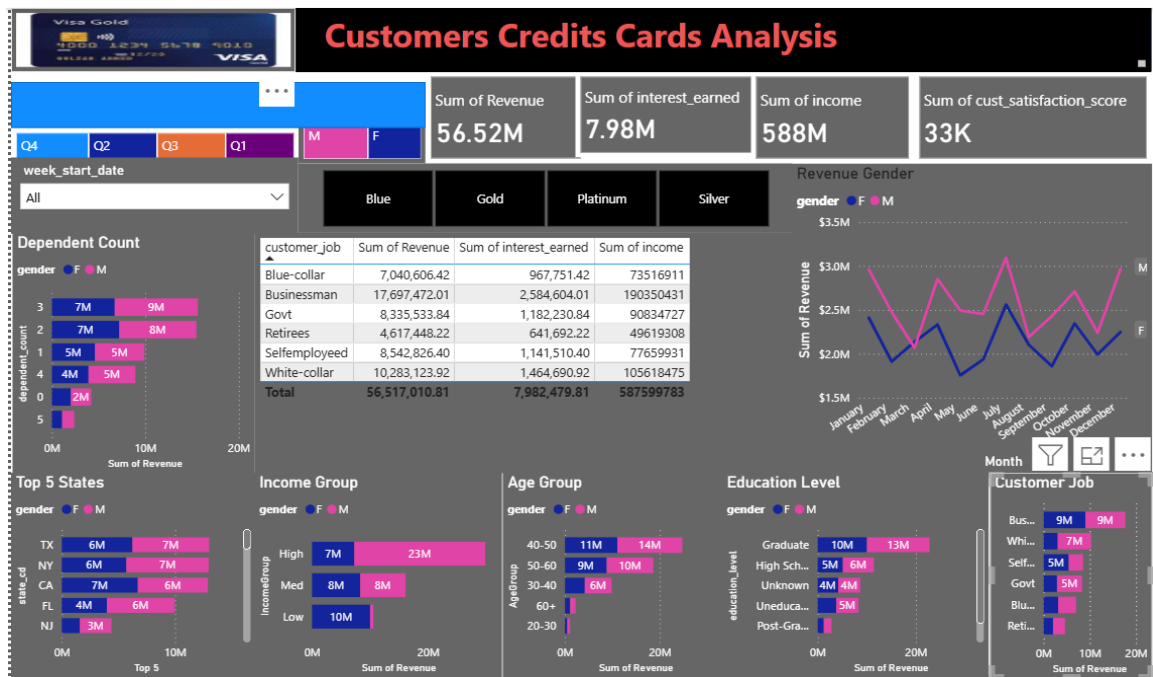 Visa Gold
4000 1234 5678 9010
VISA
Customers Credits Cards Analysis
Q4 Q2 Q3 Q1
M F
Sum of Revenue
56.52M
Sum of interest_earned
7.98M
Sum of income
588M
Sum of cust_satisfaction_score
33K
week_start_date
All
Blue Gold Platinum Silver
Dependent Count
gender F M
dependent_count
3 7M 9M
2 7M 8M
1 5M 5M
4 4M 5M
0 2M
5
0M 10M 20M
Sum of Revenue
customer_job Sum of Revenue Sum of interest_earned Sum of income
Blue-collar 7,040,606.42 967,751.42 73516911
Businessman 17,697,472.01 2,584,604.01 190350431
Govt 8,335,533.84 1,182,230.84 90834727
Retirees 4,617,448.22 641,692.22 49619308
Selfemployeed 8,542,826.40 1,141,510.40 77659931
White-collar 10,283,123.92 1,464,690.92 105618475
Total 56,517,010.81 7,982,479.81 587599783
Revenue Gender
gender F M
Sum of Revenue
$3.5M
$3.0M
$2.5M
$2.0M
$1.5M
M
F
January February March April May June July August September October November December
Month
Top 5 States
gender F M
state_cd
TX 6M 7M
NY 6M 7M
CA 7M 6M
FL 4M 6M
NJ 3M
0M 10M
Top 5
Income Group
gender F M
IncomeGroup
High 7M 23M
Med 8M 8M
Low 10M
0M 20M
Sum of Revenue
Age Group
gender F M
AgeGroup
40-50 11M 14M
50-60 9M 10M
30-40 6M
60+
20-30
0M 20M
Sum of Revenue
Education Level
gender F M
education_level
Graduate 10M 13M
High Sch... 5M 6M
Unknown 4M 4M
Uneduca... 5M
Post-Gra...
0M 20M
Sum of Revenue
Customer Job
Bus... 9M 9M
Whi... 7M
Self... 5M
Govt 5M
Blu...
Reti...
0M 10M 20M
Sum of Revenue